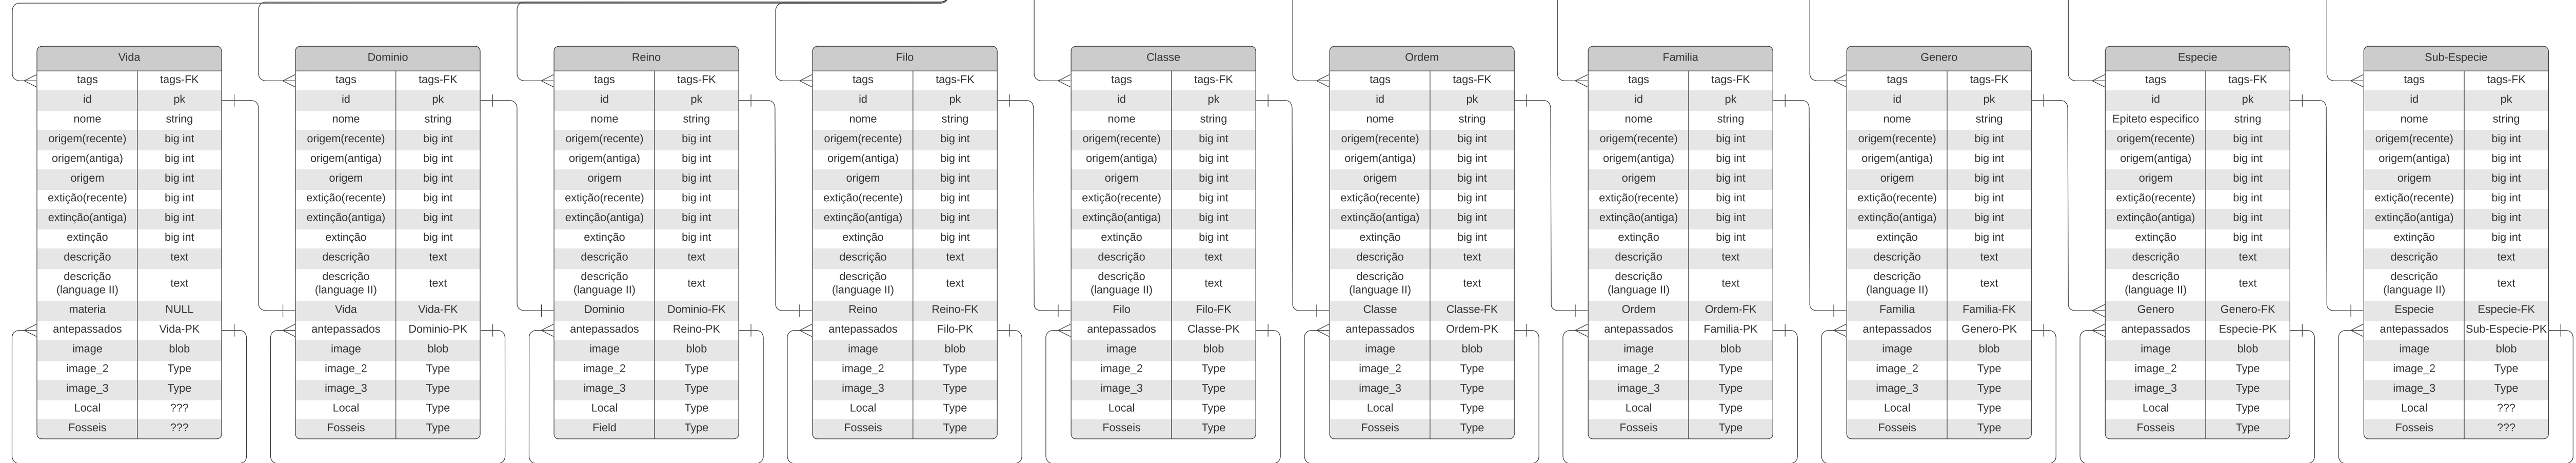 Vida
tags tags-FK
id pk
nome string
origem(recente) big int
origem(antiga) big int
origem big int
extição(recente) big int
extinção(antiga) big int
extinção big int
descrição text
descrição
(language II) text
materia NULL
antepassados Vida-PK
image blob
image_2 Type
image_3 Type
Local ???
Fosseis ???
Dominio
tags tags-FK
id pk
nome string
origem(recente) big int
origem(antiga) big int
origem big int
extição(recente) big int
extinção(antiga) big int
extinção big int
descrição text
descrição
(language II) text
Vida Vida-FK
antepassados Dominio-PK
image blob
image_2 Type
image_3 Type
Local Type
Fosseis Type
Reino
tags tags-FK
id pk
nome string
origem(recente) big int
origem(antiga) big int
origem big int
extição(recente) big int
extinção(antiga) big int
extinção big int
descrição text
descrição
(language II) text
Dominio Dominio-FK
antepassados Reino-PK
image blob
image_2 Type
image_3 Type
Local Type
Field Type
Filo
tags tags-FK
id pk
nome string
origem(recente) big int
origem(antiga) big int
origem big int
extição(recente) big int
extinção(antiga) big int
extinção big int
descrição text
descrição
(language II) text
Reino Reino-FK
antepassados Filo-PK
image blob
image_2 Type
image_3 Type
Local Type
Fosseis Type
Classe
tags tags-FK
id pk
nome string
origem(recente) big int
origem(antiga) big int
origem big int
extição(recente) big int
extinção(antiga) big int
extinção big int
descrição text
descrição
(language II) text
Filo Filo-FK
antepassados Classe-PK
image blob
image_2 Type
image_3 Type
Local Type
Fosseis Type
Ordem
tags tags-FK
id pk
nome string
origem(recente) big int
origem(antiga) big int
origem big int
extição(recente) big int
extinção(antiga) big int
extinção big int
descrição text
descrição
(language II) text
Classe Classe-FK
antepassados Ordem-PK
image blob
image_2 Type
image_3 Type
Local Type
Fosseis Type
Familia
tags tags-FK
id pk
nome string
origem(recente) big int
origem(antiga) big int
origem big int
extição(recente) big int
extinção(antiga) big int
extinção big int
descrição text
descrição
(language II) text
Ordem Ordem-FK
antepassados Familia-PK
image blob
image_2 Type
image_3 Type
Local Type
Fosseis Type
Genero
tags tags-FK
id pk
nome string
origem(recente) big int
origem(antiga) big int
origem big int
extição(recente) big int
extinção(antiga) big int
extinção big int
descrição text
descrição
(language II) text
Familia Familia-FK
antepassados Genero-PK
image blob
image_2 Type
image_3 Type
Local Type
Fosseis Type
Especie
tags tags-FK
id pk
Epiteto especifico string
origem(recente) big int
origem(antiga) big int
origem big int
extição(recente) big int
extinção(antiga) big int
extinção big int
descrição text
descrição
(language II) text
Genero Genero-FK
antepassados Especie-PK
image blob
image_2 Type
image_3 Type
Local Type
Fosseis Type
Sub-Especie
tags tags-FK
id pk
nome string
origem(recente) big int
origem(antiga) big int
origem big int
extição(recente) big int
extinção(antiga) big int
extinção big int
descrição text
descrição
(language II) text
Especie Especie-FK
antepassados Sub-Especie-PK
image blob
image_2 Type
image_3 Type
Local ???
Fosseis ???